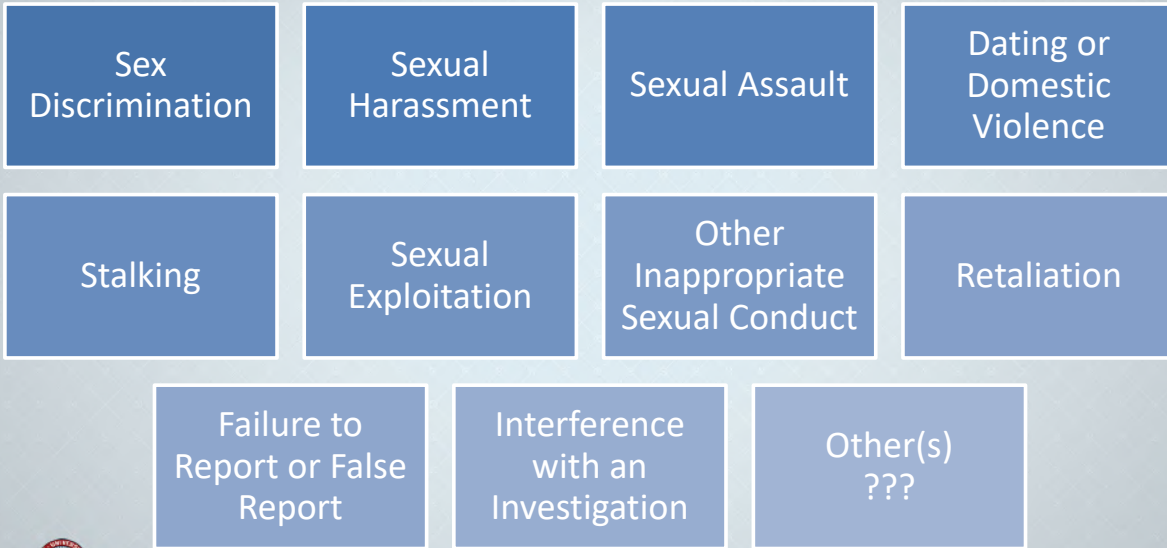 Sex
Discrimination
Sexual
Harassment
Sexual Assault
Dating or
Domestic
Violence
Stalking
Sexual
Exploitation
Other
Inappropriate
Sexual Conduct
Retaliation
Failure to
Report or False
Report
Interference
with an
Investigation
Other(s)
???